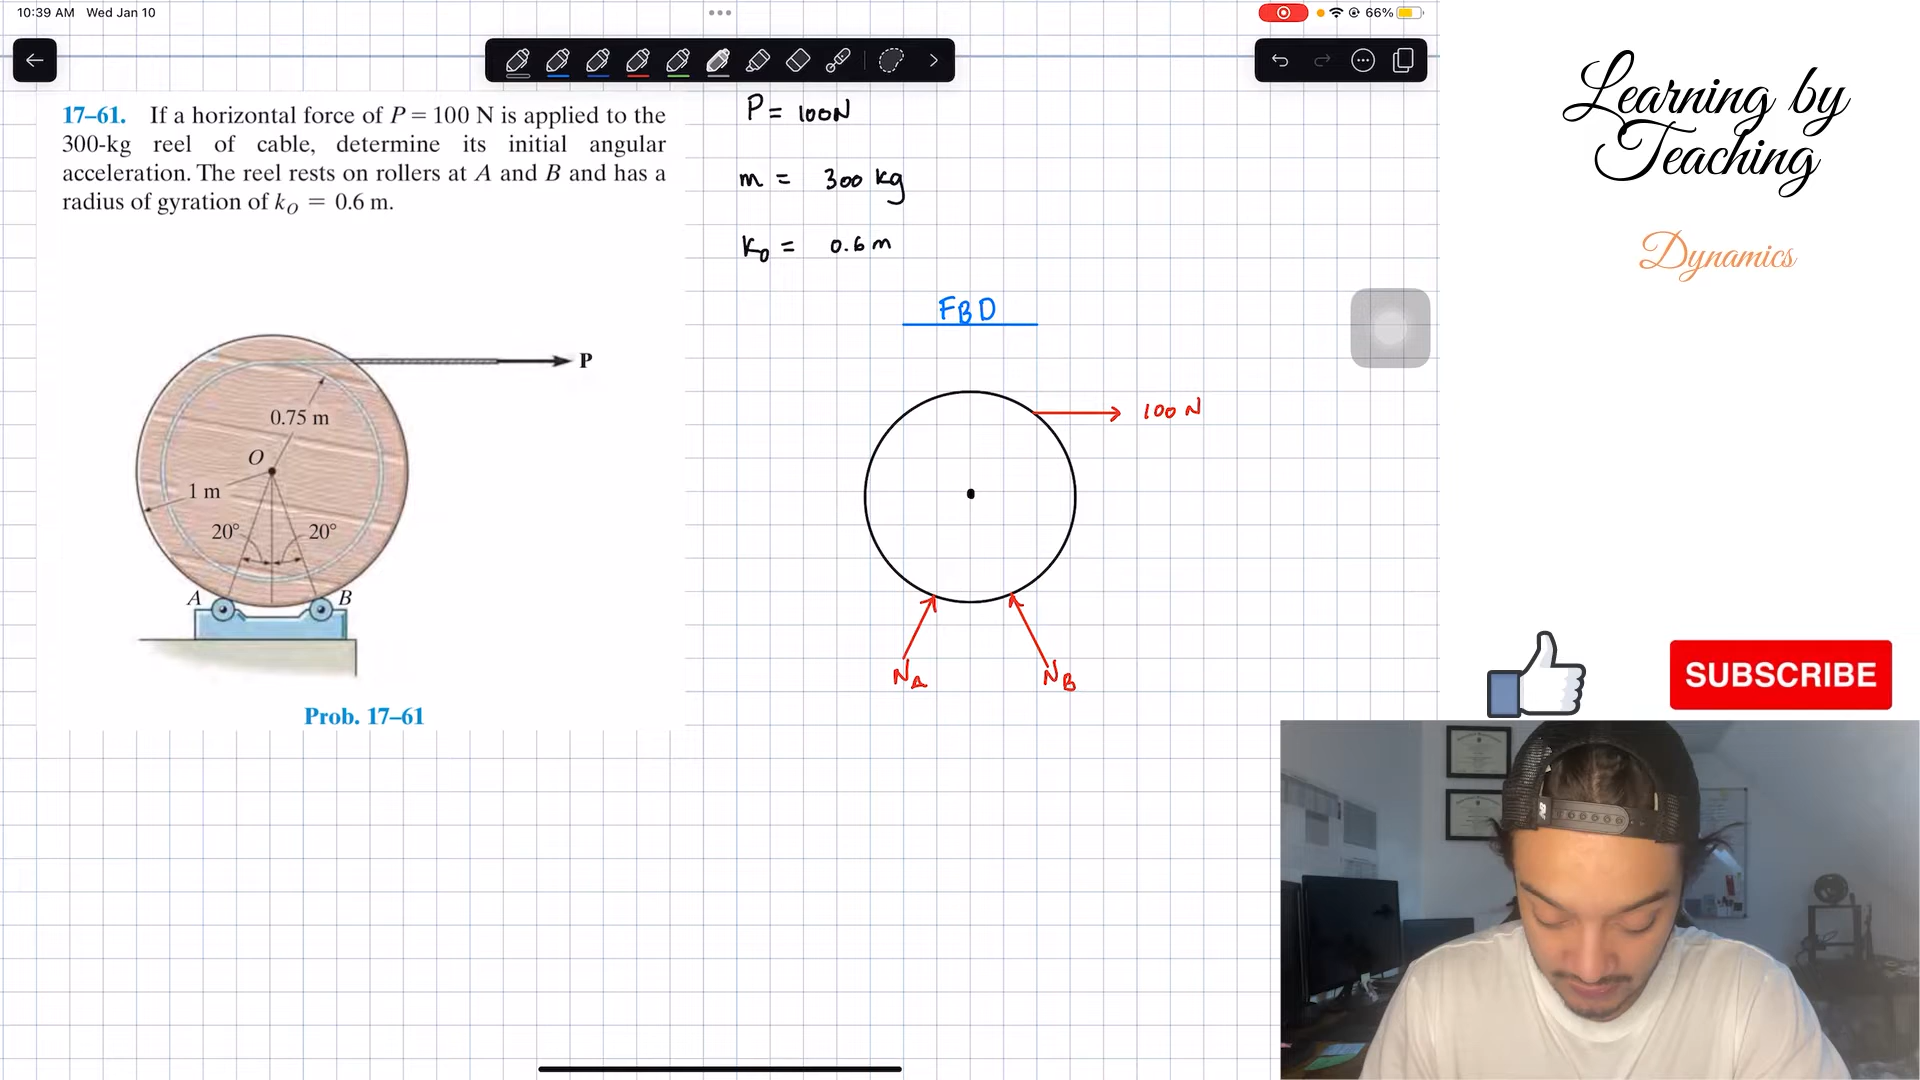 10:39 AM Wed Jan 10
66%
17–61. If a horizontal force of P = 100 N is applied to the
300-kg reel of cable, determine its initial angular
acceleration. The reel rests on rollers at A and B and has a
radius of gyration of kO = 0.6 m.
P = 100N
m = 300 kg
kO = 0.6 m
FBD
P
0.75 m
O
1 m
20° 20°
A B
Prob. 17–61
100 N
NA NB
Learning by
Teaching
Dynamics
SUBSCRIBE